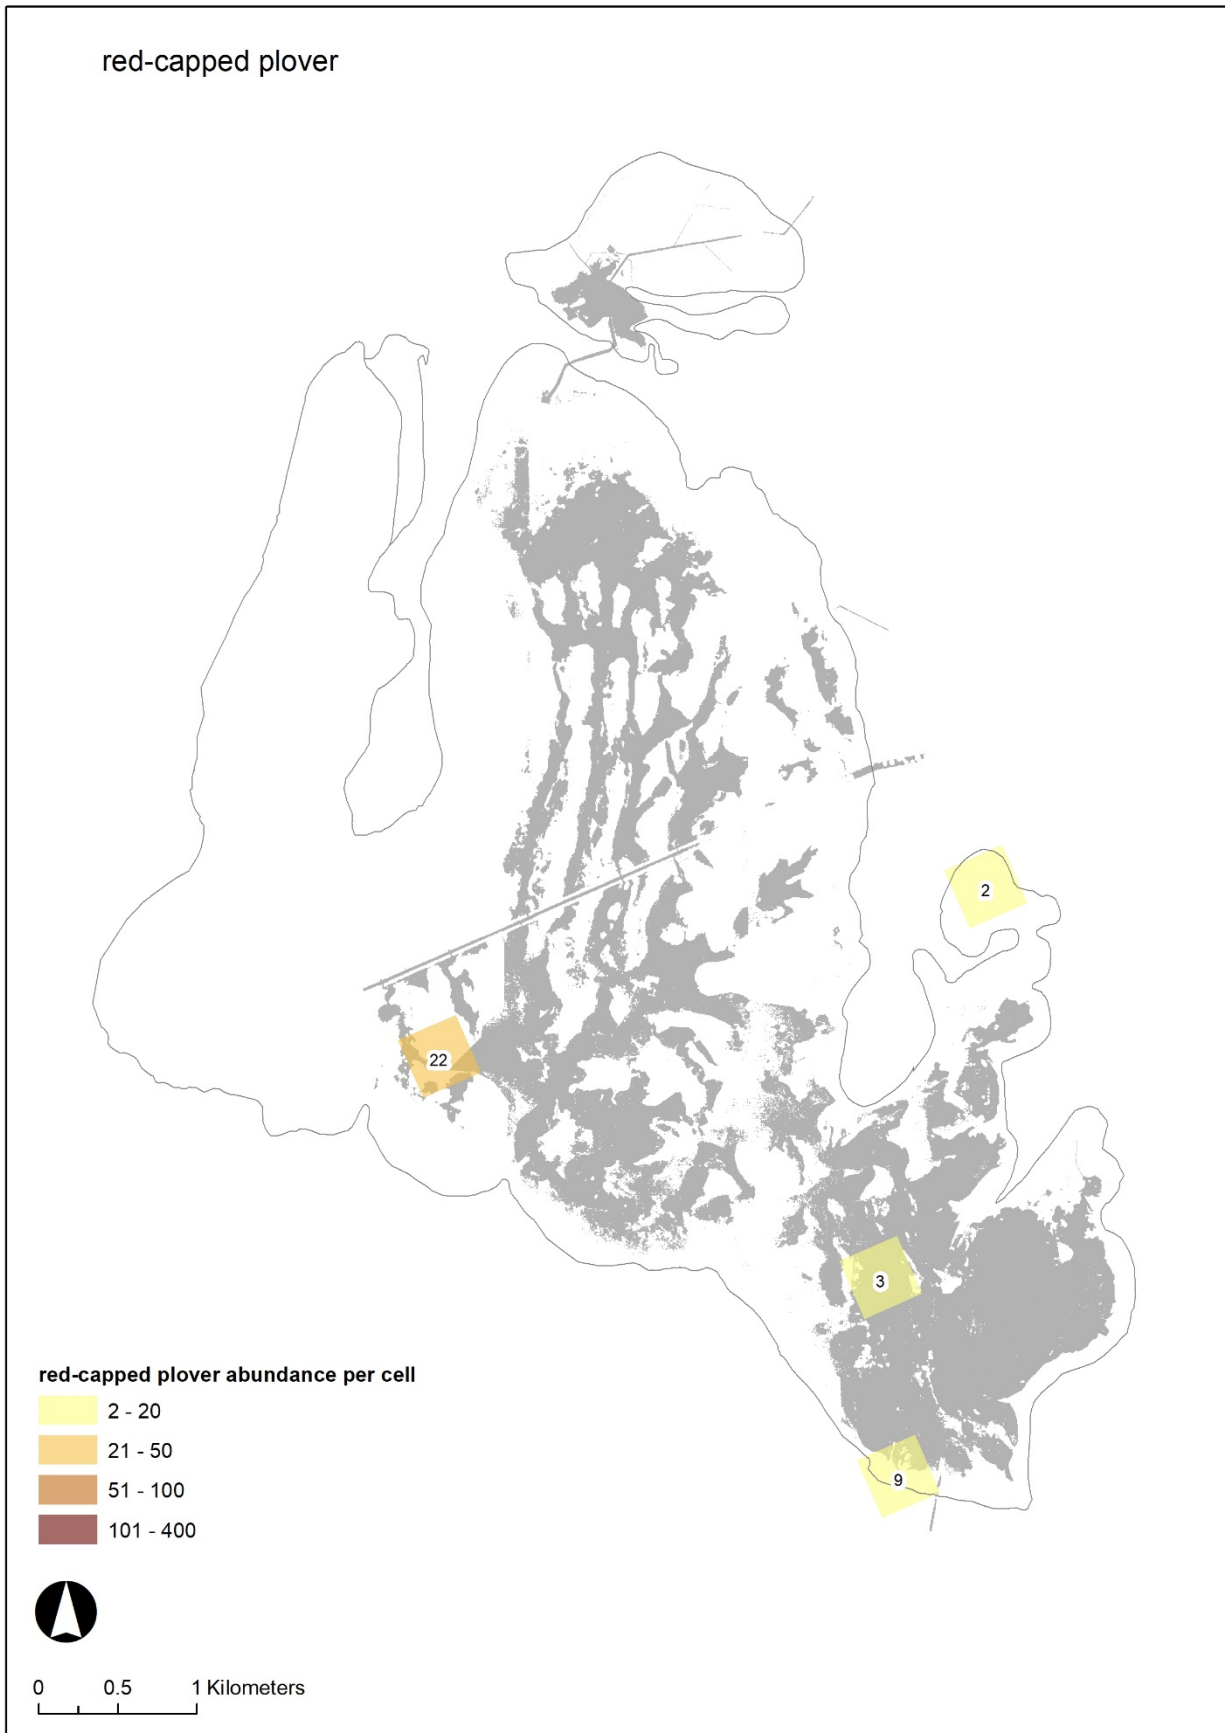 red-capped plover
2
22
3
9
red-capped plover abundance per cell
2 - 20
21 - 50
51 - 100
101 - 400
0 0.5 1 Kilometers